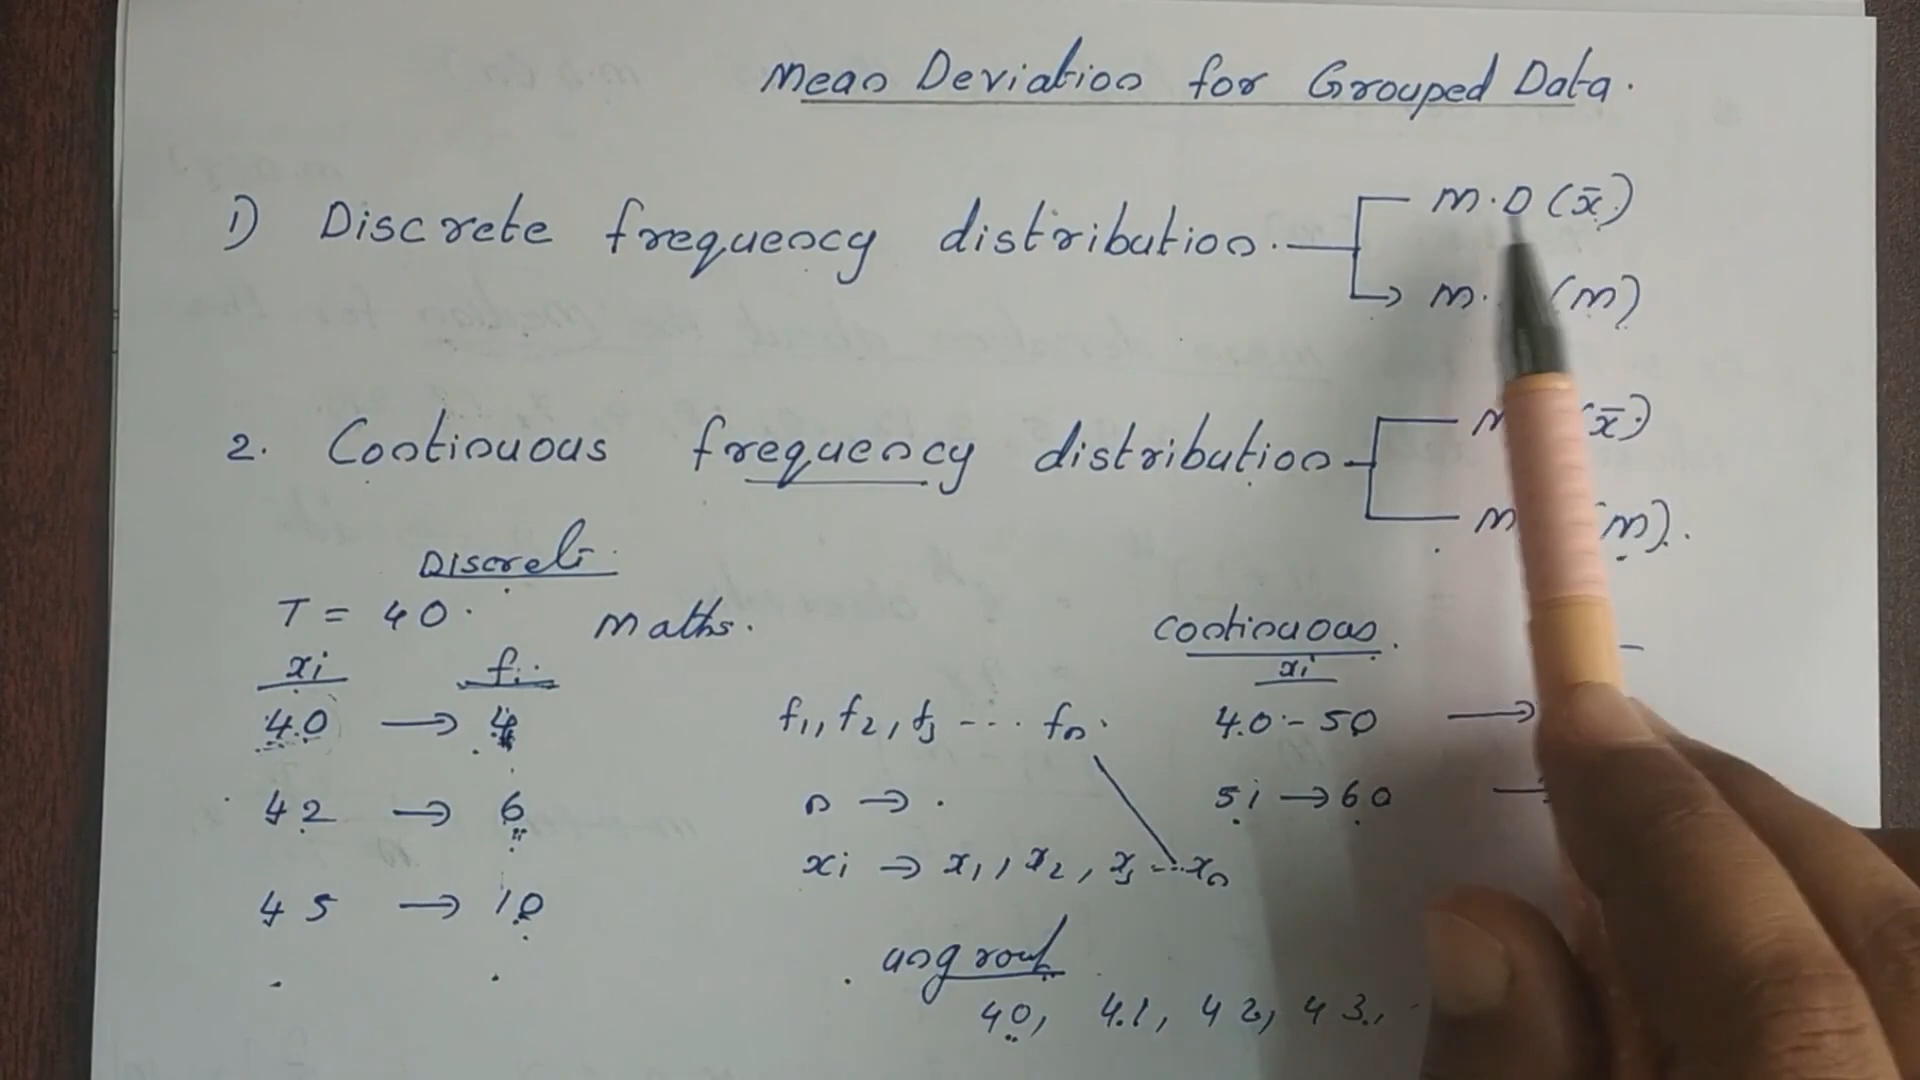 Mean Deviation for Grouped Data.
1) Discrete frequency distribution. M.D (x̄)
M. (M)
2. Continuous frequency distribution M (x̄)
M (M).
Discrete
T = 40. Maths. Continuous
xi fi xi
40 → 4 f1, f2, f3 --- fn. 40 - 50 →
42 → 6 n → . 51 → 60 →
xi → x1, x2, x3 ... xn
45 → 10
ungroup
40, 41, 42, 43,